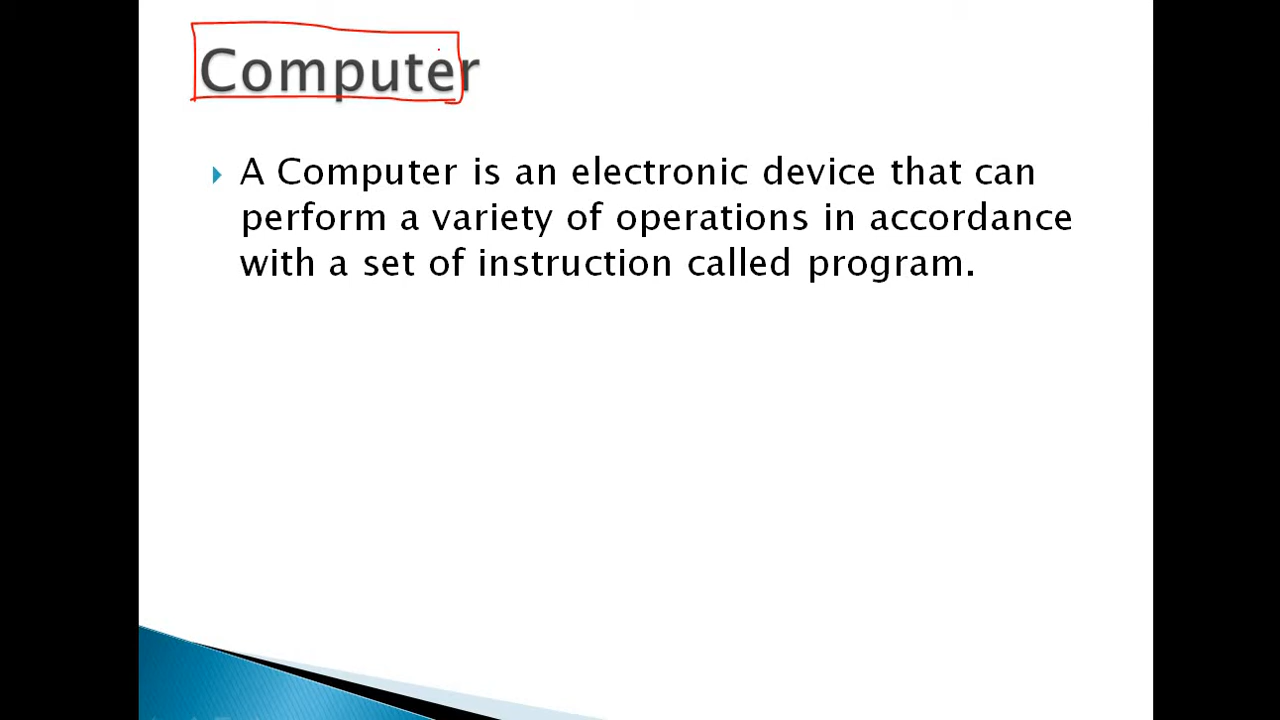 Computer
A Computer is an electronic device that can
perform a variety of operations in accordance
with a set of instruction called program.